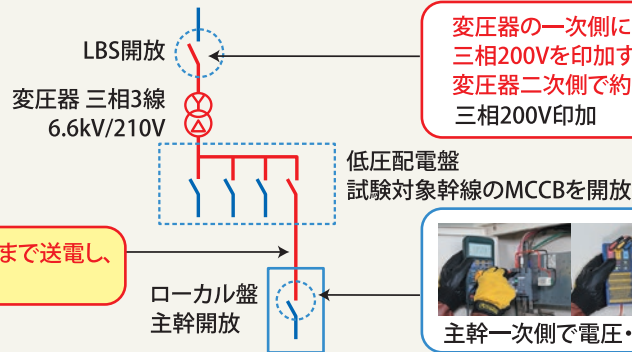 LBS開放
変圧器の一次側に
三相200Vを印加す
変圧器二次側で約
三相200V印加
変圧器 三相3線
6.6kV/210V
低圧配電盤
試験対象幹線のMCCBを開放
まで送電し、
ローカル盤
主幹開放
主幹一次側で電圧・